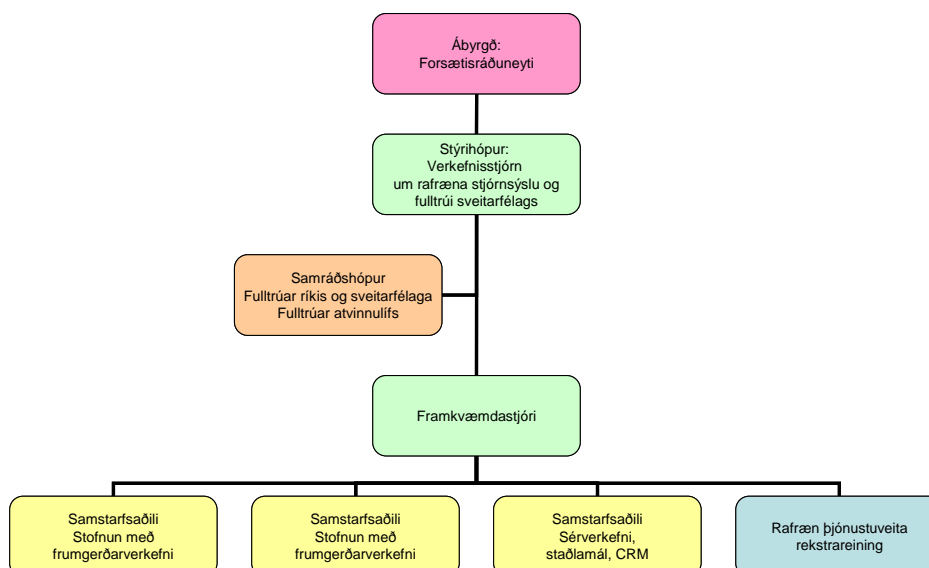 Ábyrgð:
Forsætisráðuneyti
Stýrihópur:
Verkefnisstjórn
um rafræna stjórnsýslu og
fulltrúi sveitarfélags
Samráðshópur
Fulltrúar ríkis og sveitarfélaga
Fulltrúar atvinnulífs
Framkvæmdastjóri
Samstarfsaðili
Stofnun með
frumgerðarverkefni
Samstarfsaðili
Stofnun með
frumgerðarverkefni
Samstarfsaðili
Sérverkefni,
staðlamál, CRM
Rafræn þjónustuveita
rekstrareining